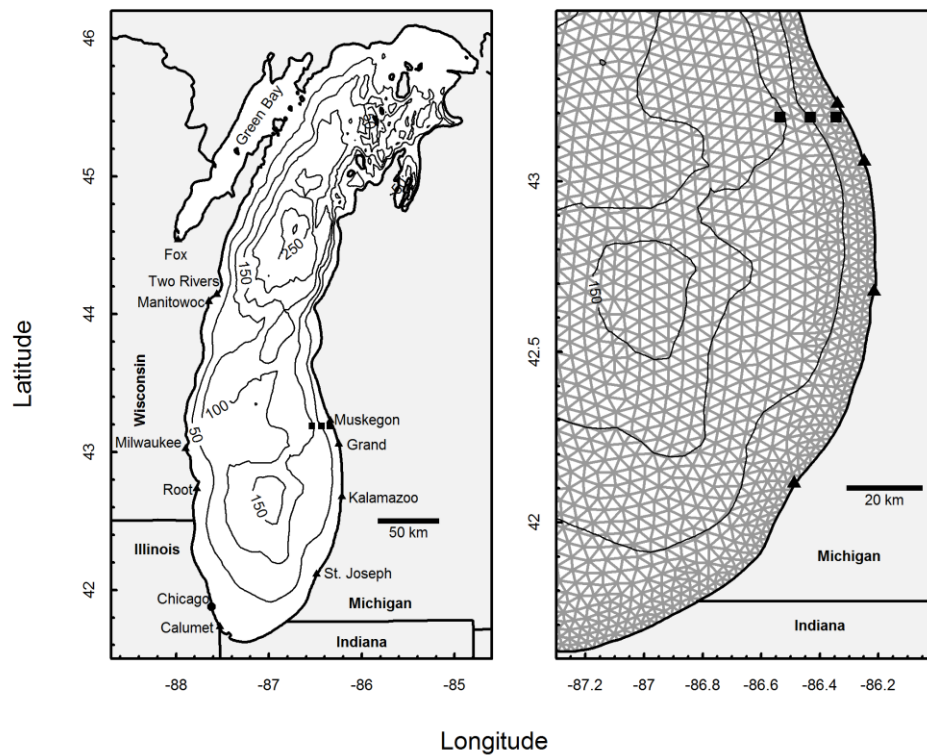 Latitude
46
45
44
43
42
-88
-87
-86
-85
Green Bay
Fox
Two Rivers
Manitowoc
250
150
Wisconsin
100
50
Muskegon
Milwaukee
Grand
Root
150
Kalamazoo
50 km
Illinois
St. Joseph
Chicago
Michigan
Calumet
Indiana
43
42.5
42
150
20 km
Michigan
Indiana
-87.2
-87
-86.8
-86.6
-86.4
-86.2
Longitude